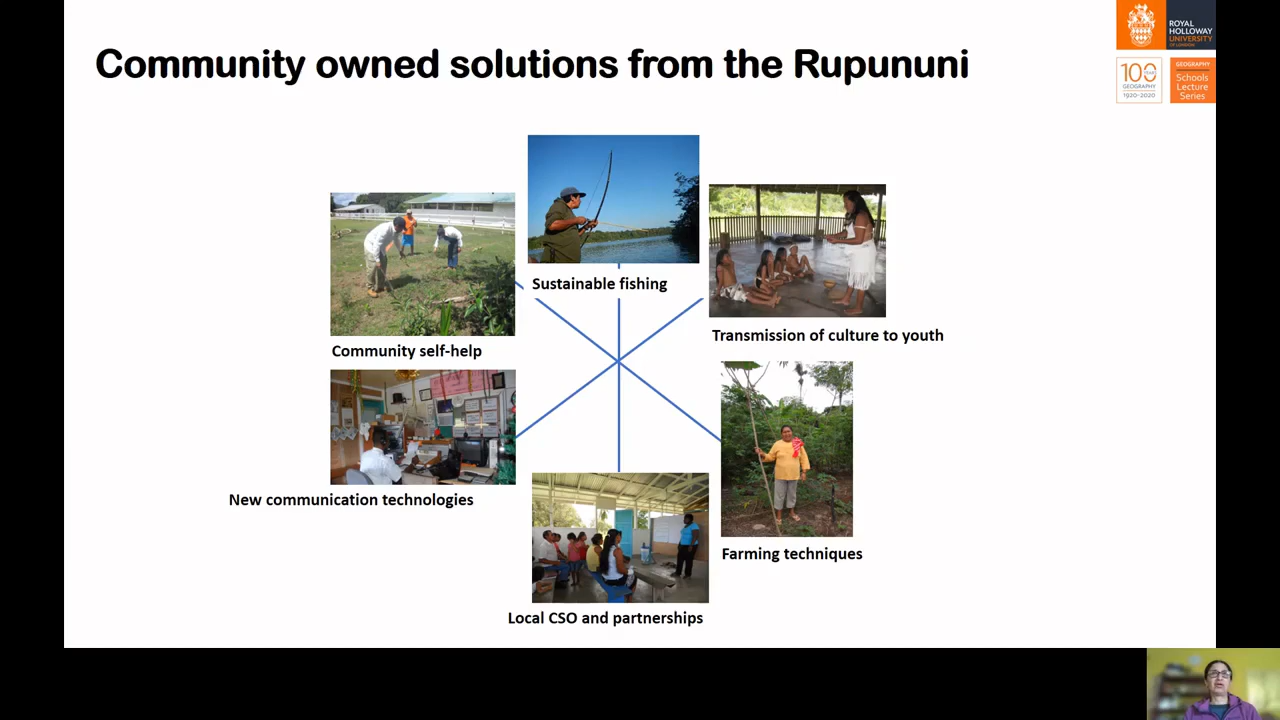 Community owned solutions from the Rupununi
ROYAL
HOLLOWAY
UNIVERSITY
OF LONDON
100
YEAR
GEOGRAPHY
1920-2020
GEOGRAPHY
Schools
Lecture
Series
Sustainable fishing
Transmission of culture to youth
Community self-help
New communication technologies
Farming techniques
Local CSO and partnerships